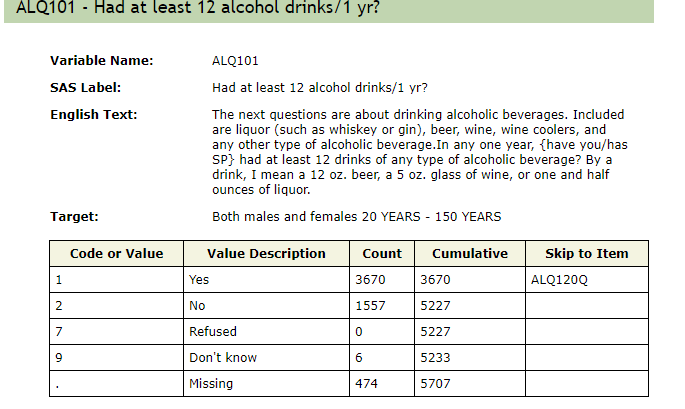 ALQ101 - Had at least 12 alcohol drinks/1 yr?
Variable Name: ALQ101
SAS Label: Had at least 12 alcohol drinks/1 yr?
English Text: The next questions are about drinking alcoholic beverages. Included
are liquor (such as whiskey or gin), beer, wine, wine coolers, and
any other type of alcoholic beverage.In any one year, {have you/has
SP} had at least 12 drinks of any type of alcoholic beverage? By a
drink, I mean a 12 oz. beer, a 5 oz. glass of wine, or one and half
ounces of liquor.
Target: Both males and females 20 YEARS - 150 YEARS
Code or Value Value Description Count Cumulative Skip to Item
1 Yes 3670 3670 ALQ120Q
2 No 1557 5227
7 Refused 0 5227
9 Don't know 6 5233
. Missing 474 5707